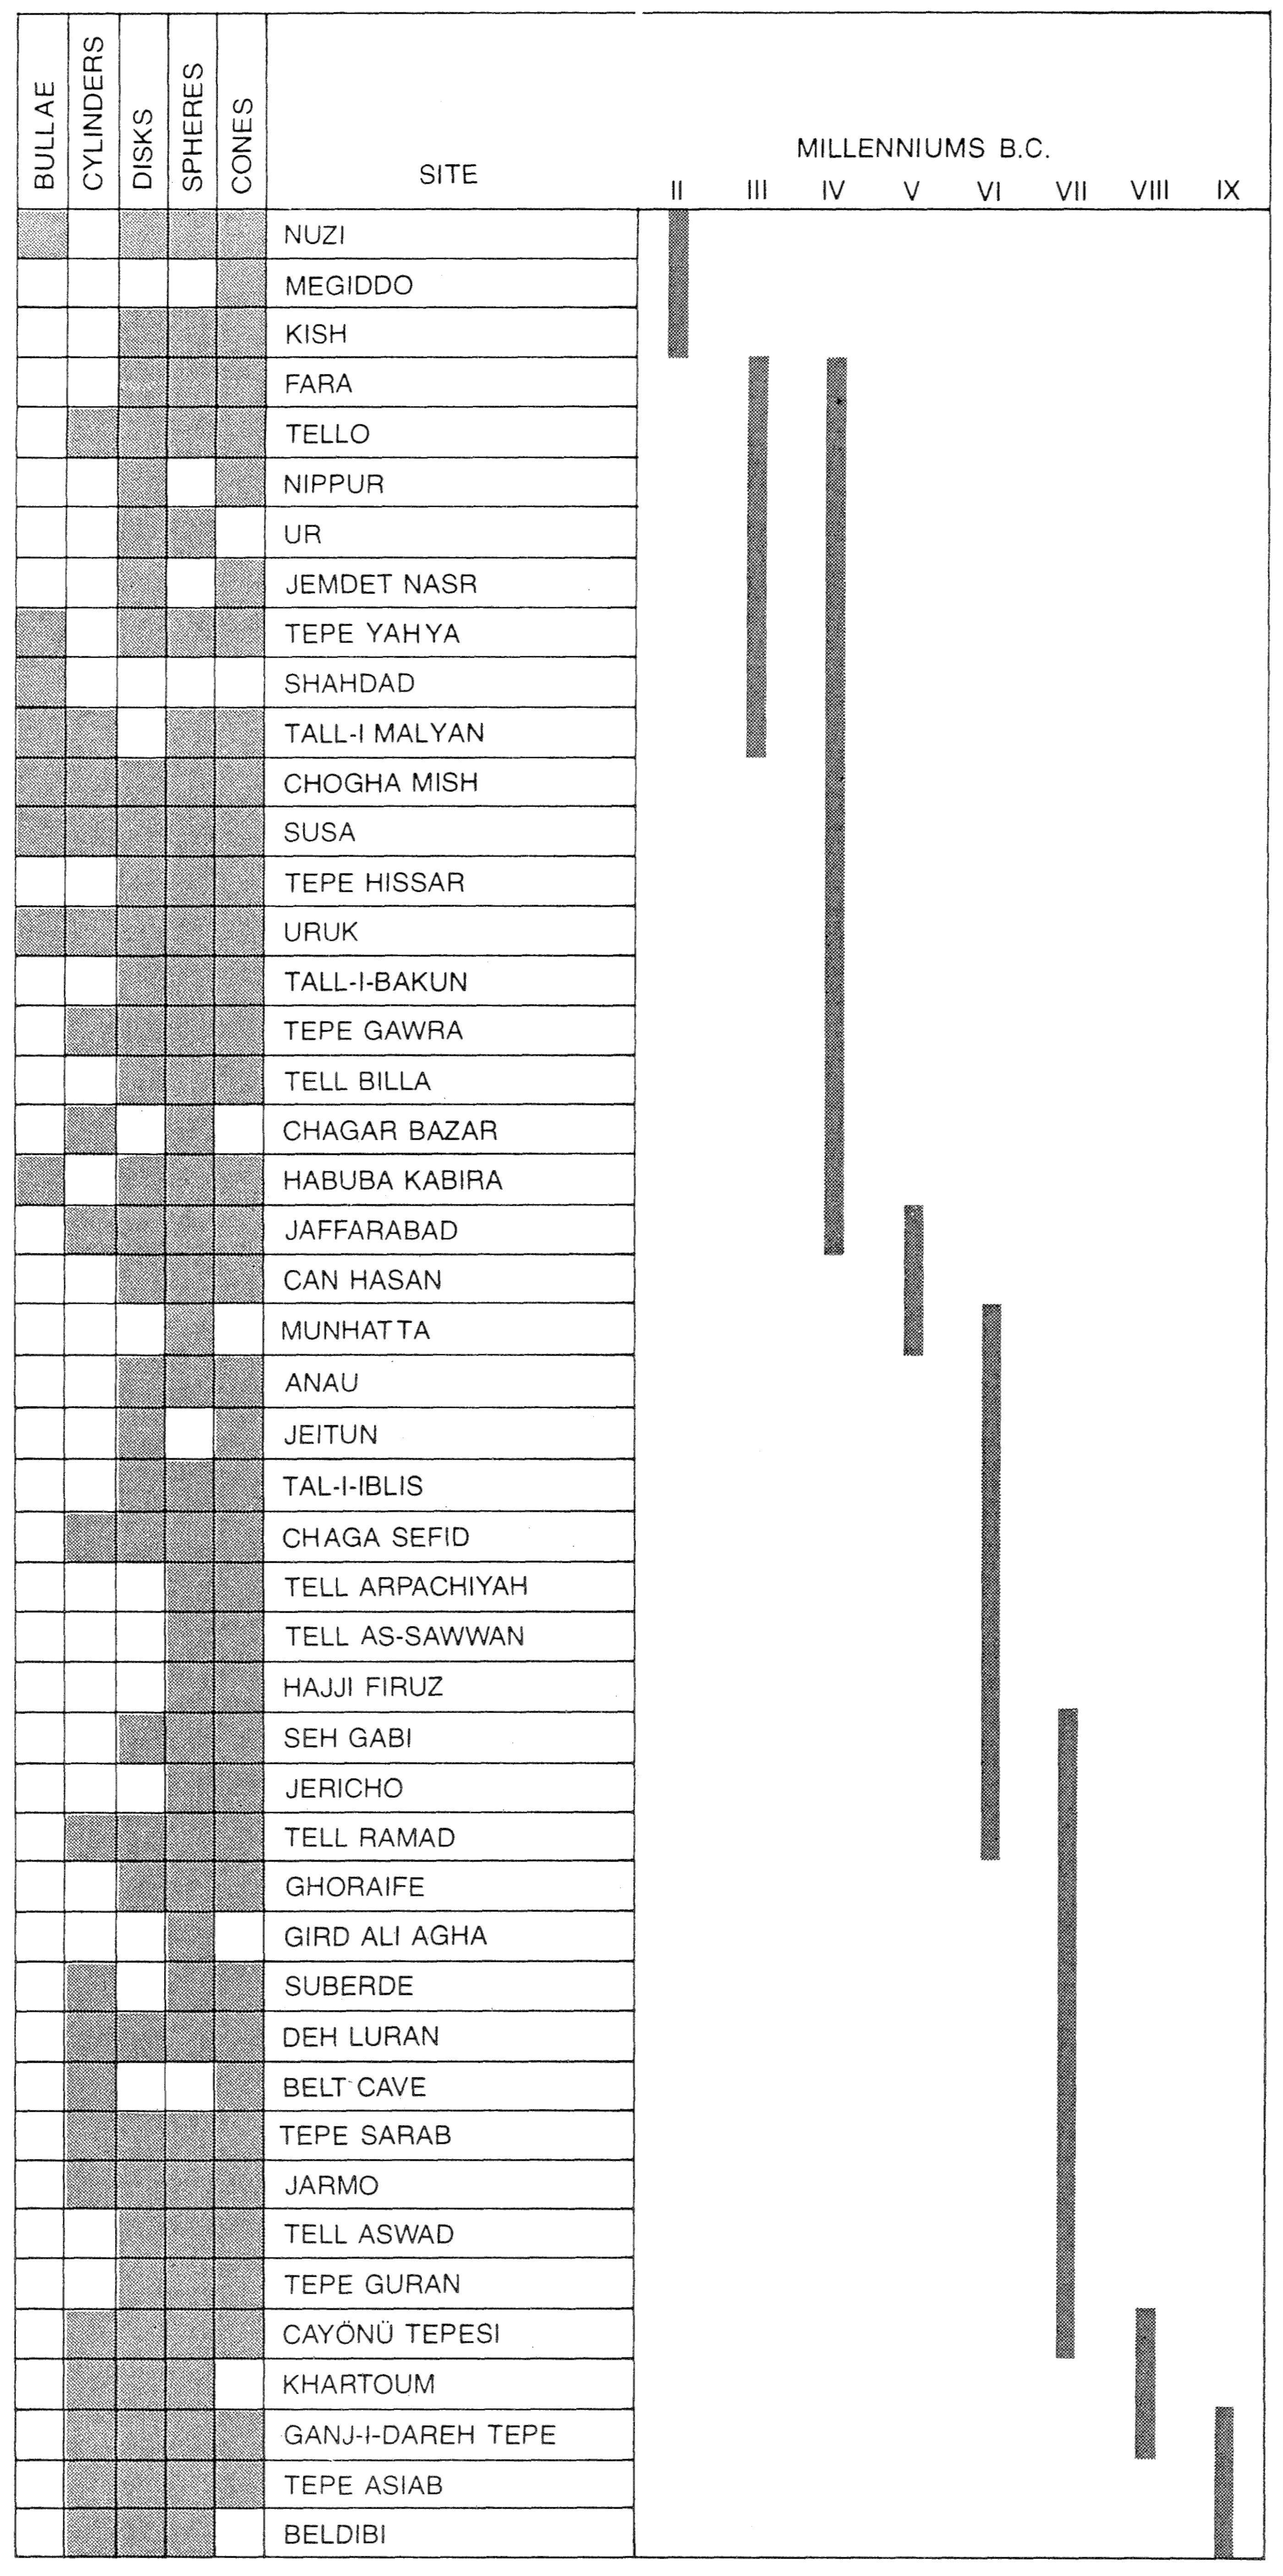 BULLAE
CYLINDERS
DISKS
SPHERES
CONES
SITE
MILLENNIUMS B.C.
II III IV V VI VII VIII IX
NUZI
MEGIDDO
KISH
FARA
TELLO
NIPPUR
UR
JEMDET NASR
TEPE YAHYA
SHAHDAD
TALL-I MALYAN
CHOGHA MISH
SUSA
TEPE HISSAR
URUK
TALL-I-BAKUN
TEPE GAWRA
TELL BILLA
CHAGAR BAZAR
HABUBA KABIRA
JAFFARABAD
CAN HASAN
MUNHATTA
ANAU
JEITUN
TAL-I-IBLIS
CHAGA SEFID
TELL ARPACHIYAH
TELL AS-SAWWAN
HAJJI FIRUZ
SEH GABI
JERICHO
TELL RAMAD
GHORAIFE
GIRD ALI AGHA
SUBERDE
DEH LURAN
BELT CAVE
TEPE SARAB
JARMO
TELL ASWAD
TEPE GURAN
CAYÖNÜ TEPESI
KHARTOUM
GANJ-I-DAREH TEPE
TEPE ASIAB
BELDIBI